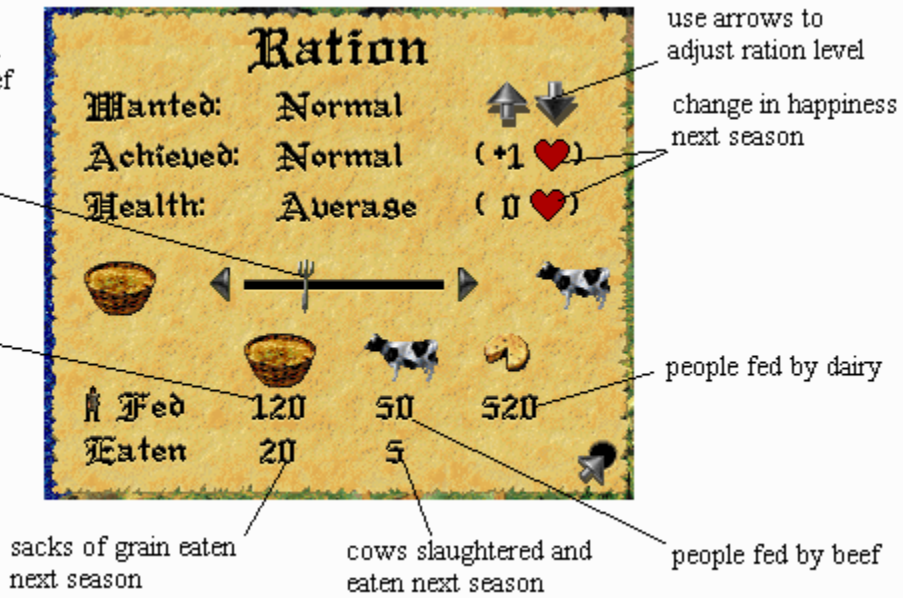 ef
Ration
Wanted: Normal
Achieved: Normal ( +1 )
Health: Average ( 0 )
Fed 120 50 520
Eaten 20 5
use arrows to
adjust ration level
change in happiness
next season
people fed by dairy
people fed by beef
sacks of grain eaten
next season
cows slaughtered and
eaten next season